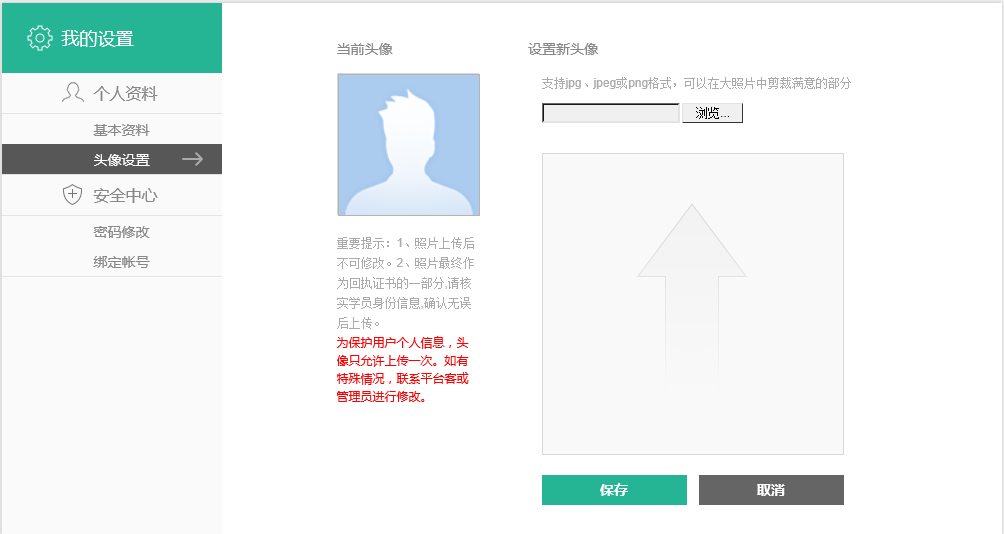 我的设置
个人资料
基本资料
头像设置
安全中心
密码修改
绑定帐号
当前头像
重要提示：1、照片上传后
不可修改。2、照片最终作
为回执证书的一部分,请核
实学员身份信息,确认无误
后上传。
为保护用户个人信息，头
像只允许上传一次。如有
特殊情况，联系平台客或
管理员进行修改。
设置新头像
支持jpg、jpeg或png格式，可以在大照片中剪裁满意的部分
浏览...
保存
取消